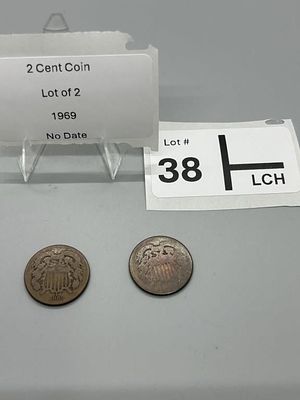 2 Cent Coin
Lot of 2
1969
No Date
Lot #
38
LCH